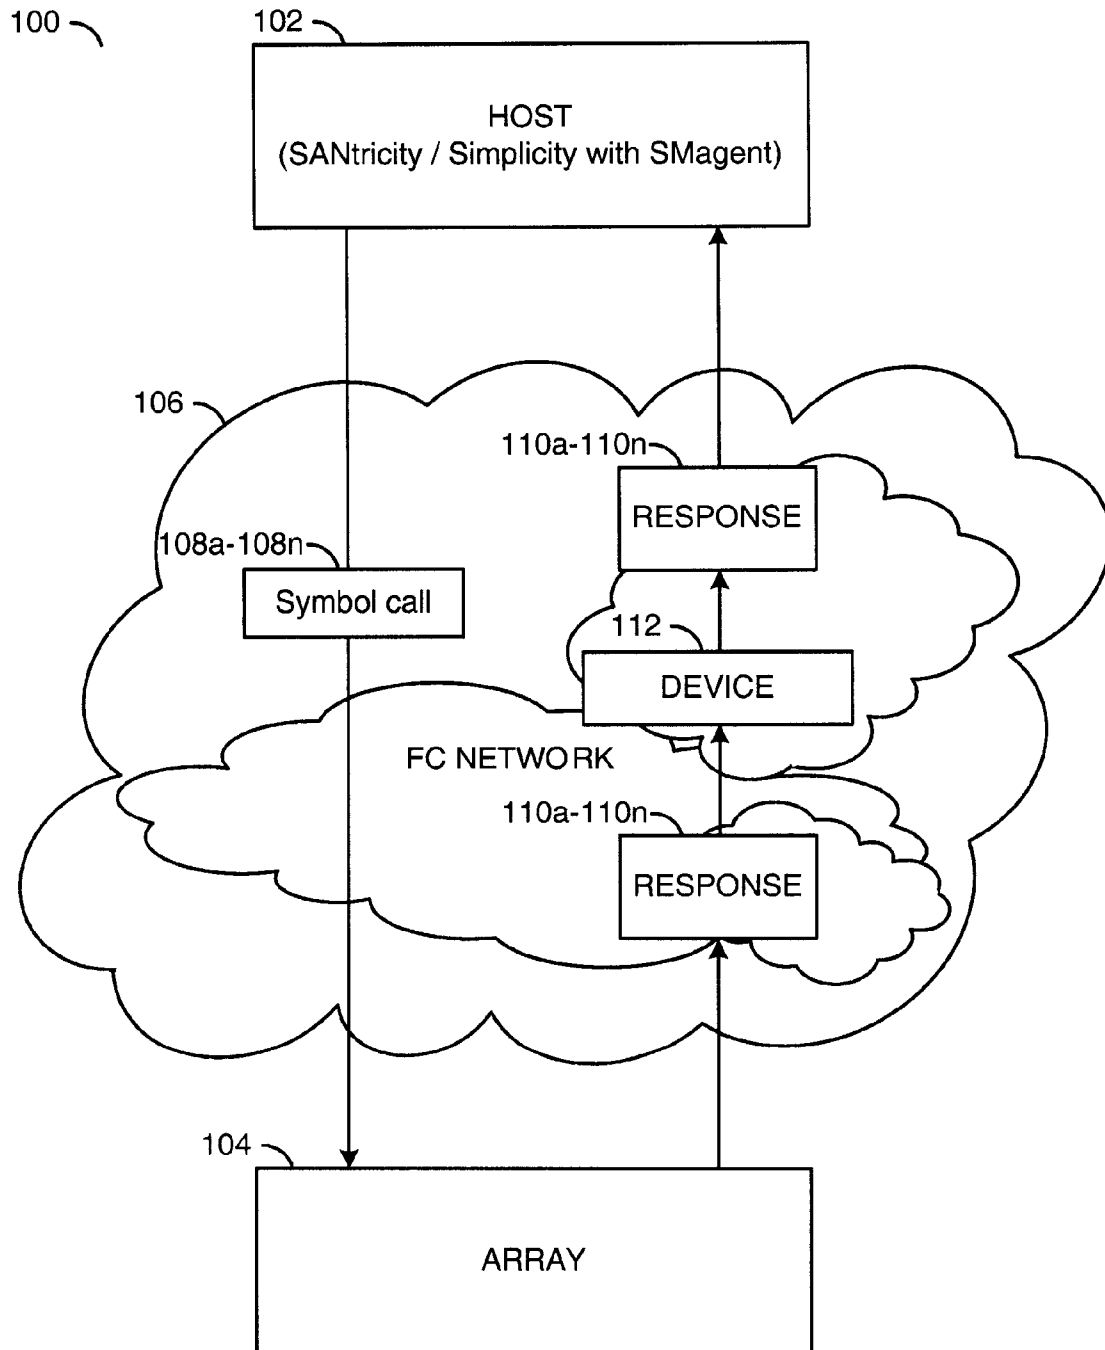 100
102
HOST
(SANtricity / Simplicity with SMagent)
106
110a-110n
RESPONSE
108a-108n
Symbol call
112
DEVICE
FC NETWORK
110a-110n
RESPONSE
104
ARRAY